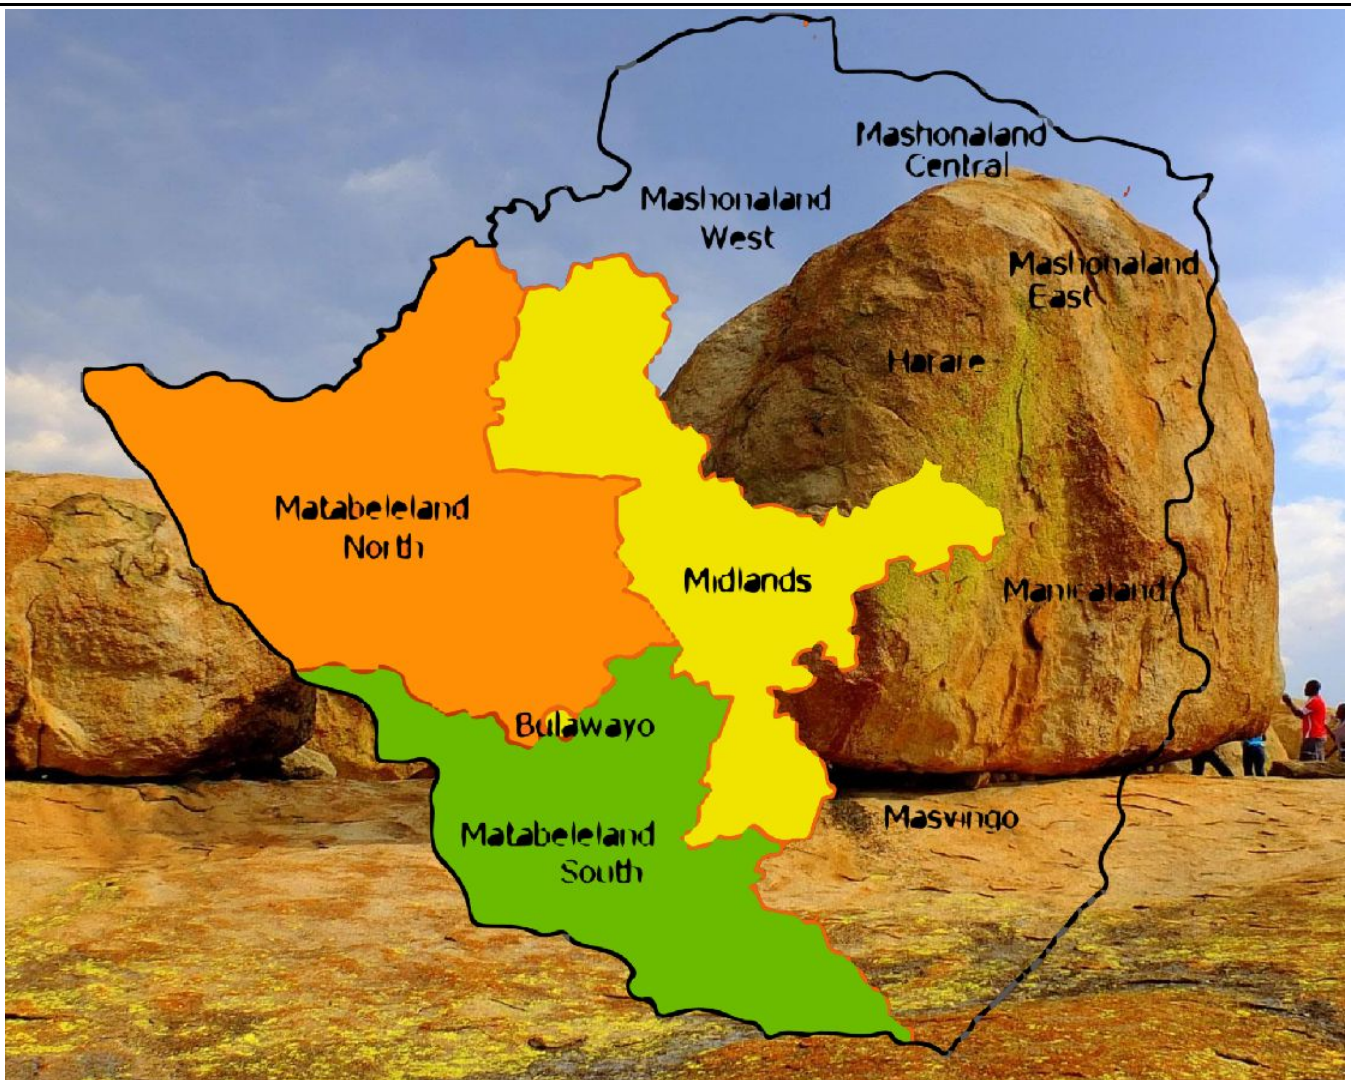 Mashonaland
Central
Mashonaland
West
Mashonaland
East
Harare
Matabeleland
North
Midlands
Manicaland
Bulawayo
Masvingo
Matabeleland
South